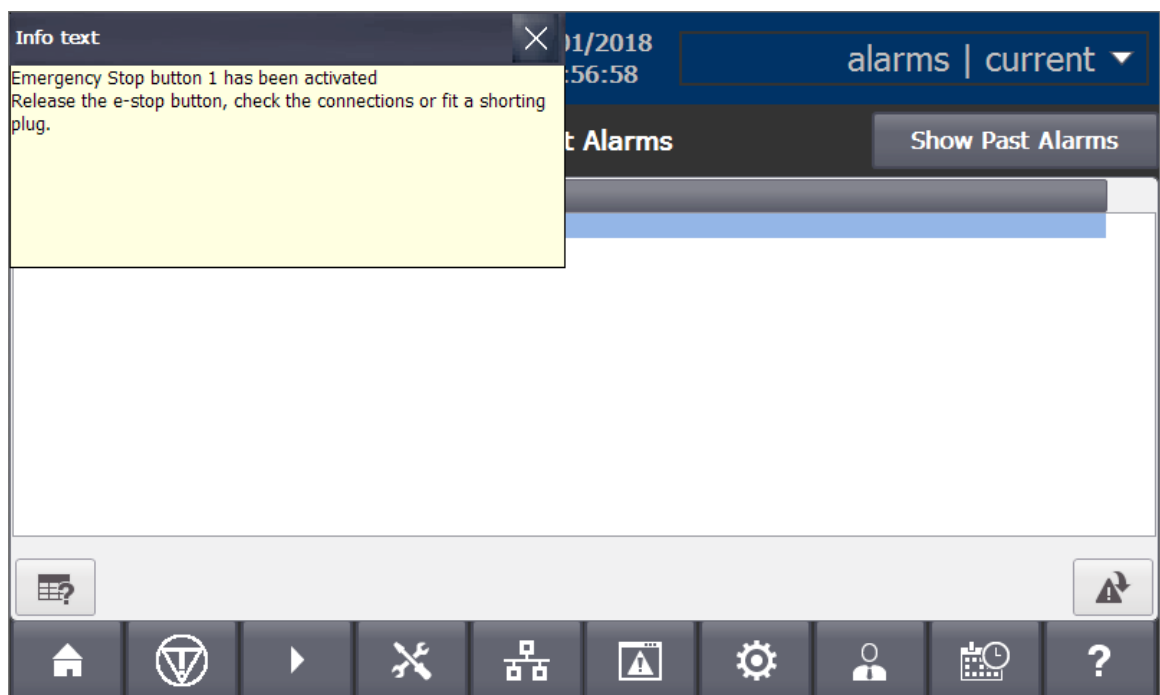 Info text
01/2018
:56:58
alarms | current
Emergency Stop button 1 has been activated
Release the e-stop button, check the connections or fit a shorting
plug.
t Alarms
Show Past Alarms
?
?